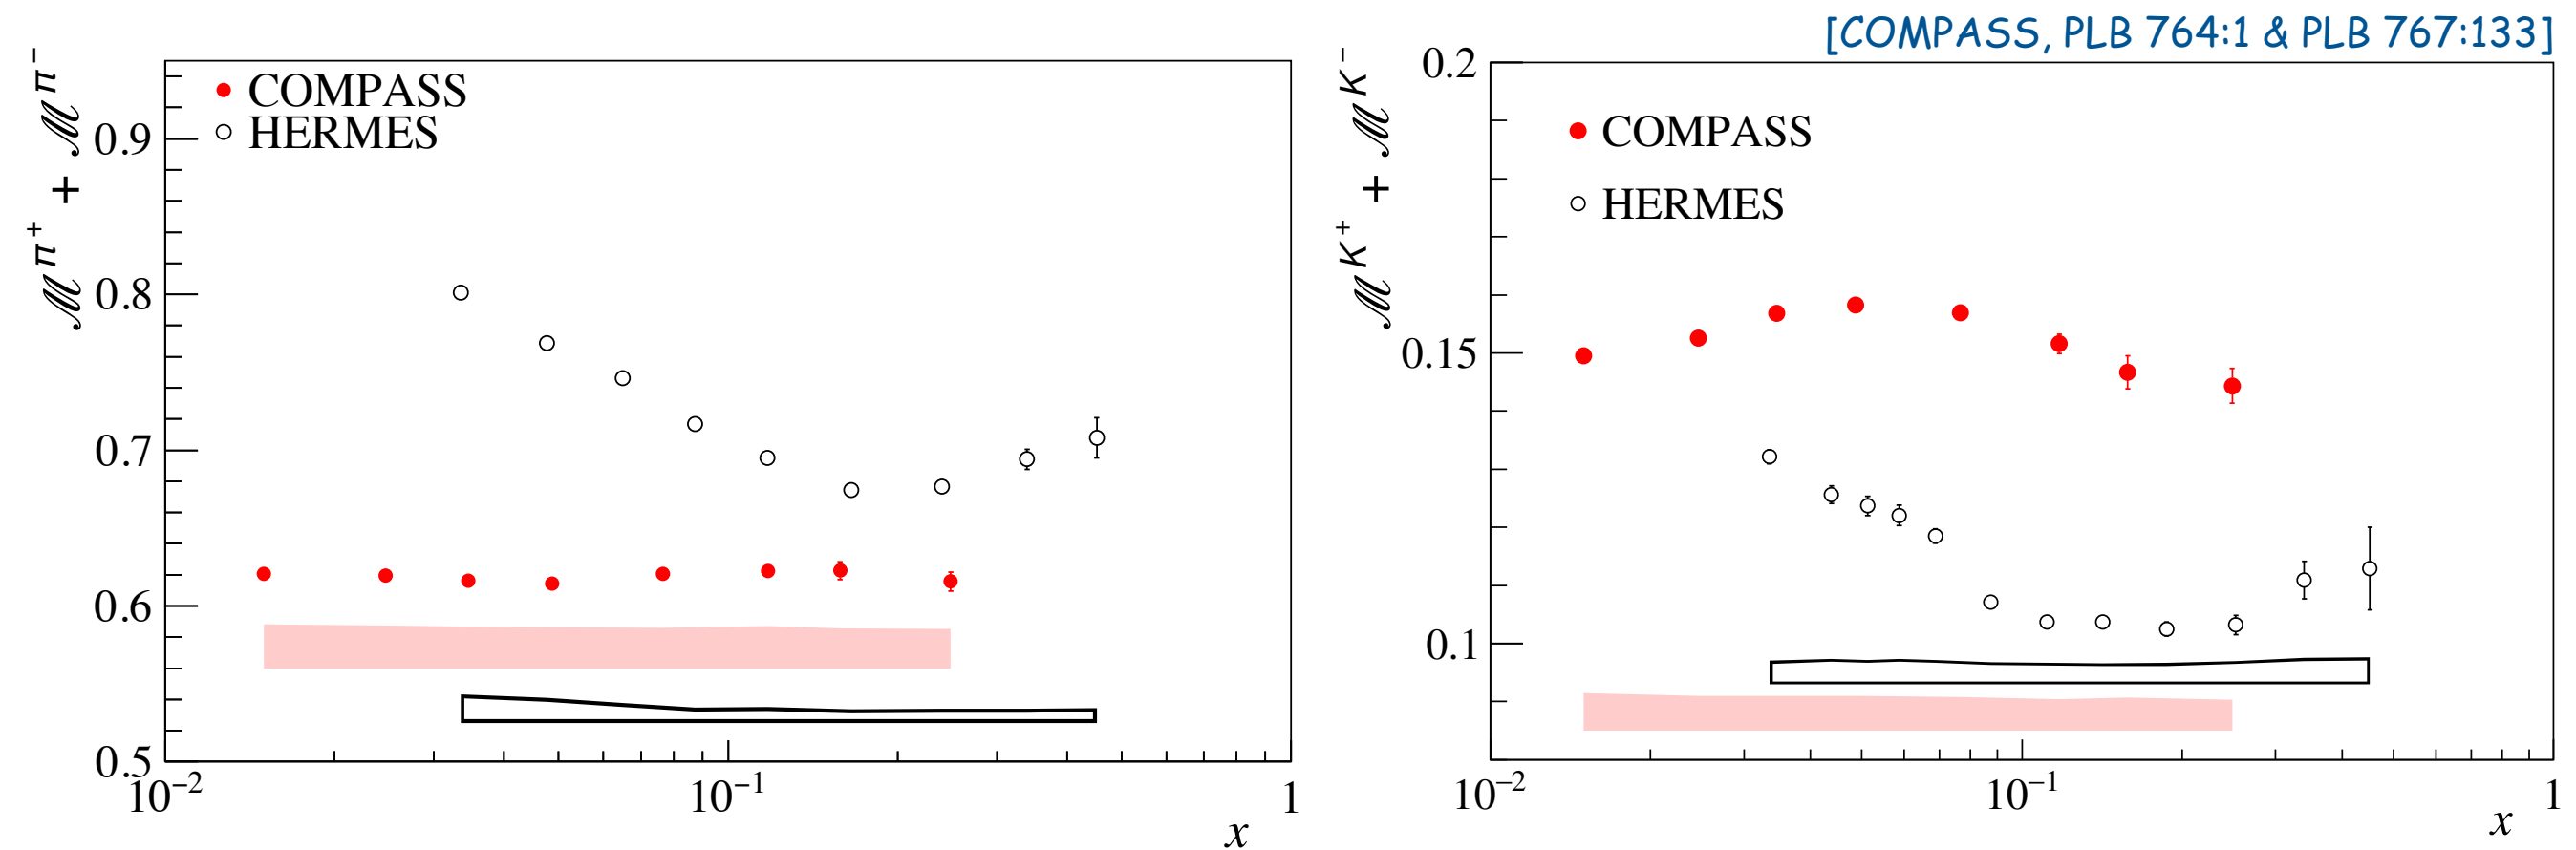 [COMPASS, PLB 764:1 & PLB 767:133]
ℳ^π⁺ + ℳ^π⁻
COMPASS
HERMES
0.9
0.8
0.7
0.6
0.5
10⁻² 10⁻¹ 1
x
ℳ^K⁺ + ℳ^K⁻
COMPASS
HERMES
0.2
0.15
0.1
10⁻² 10⁻¹ 1
x